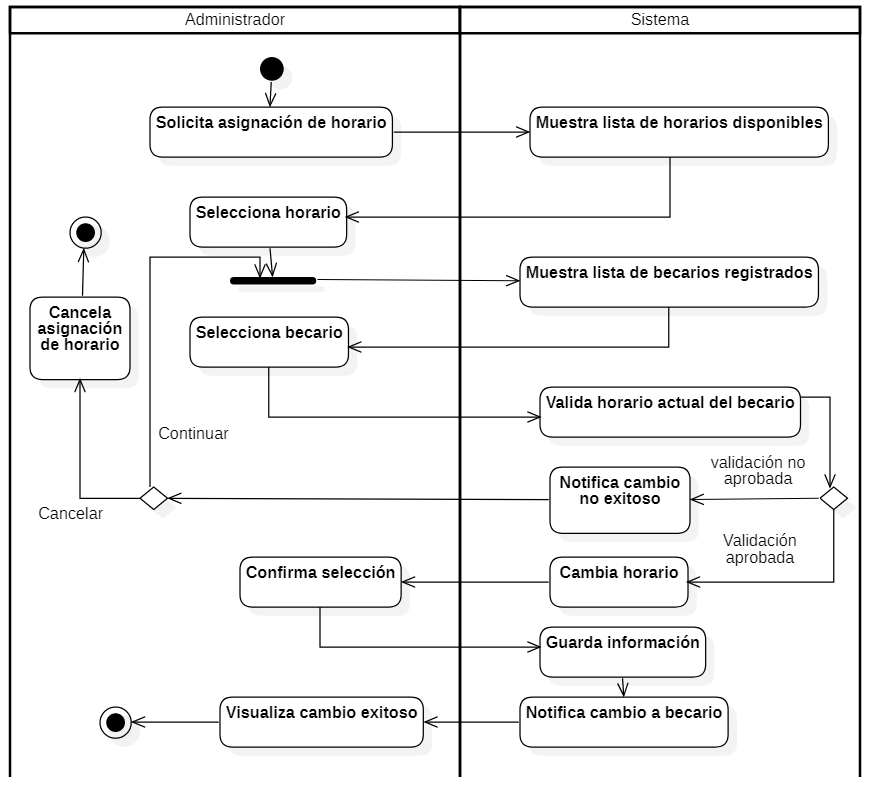 Administrador
Sistema
Solicita asignación de horario
Muestra lista de horarios disponibles
Selecciona horario
Muestra lista de becarios registrados
Cancela
asignación
de horario
Selecciona becario
Valida horario actual del becario
Continuar
validación no
aprobada
Notifica cambio
no exitoso
Cancelar
Validación
aprobada
Confirma selección
Cambia horario
Guarda información
Visualiza cambio exitoso
Notifica cambio a becario